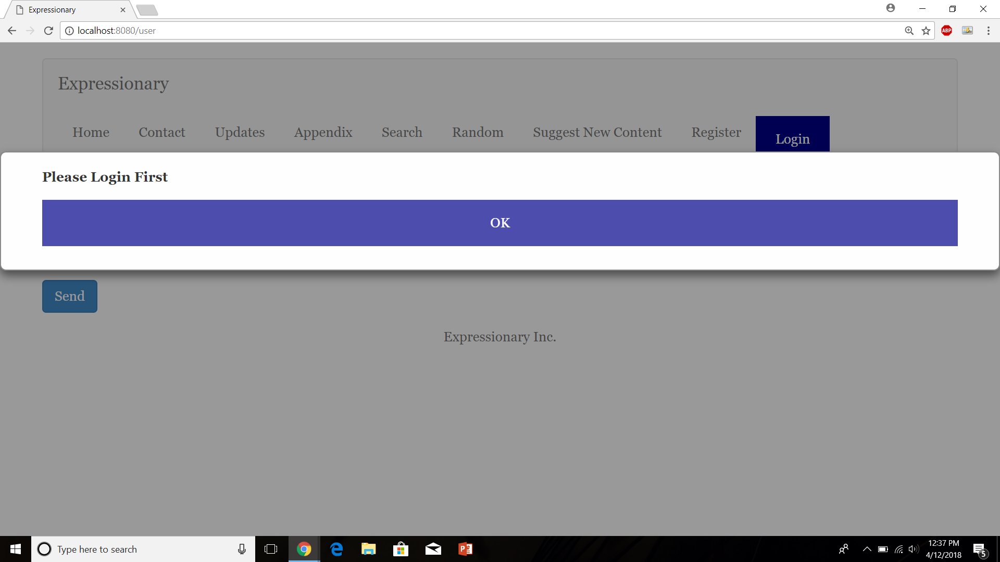 Expressionary
localhost:8080/user
ABP
Expressionary
Home Contact Updates Appendix Search Random Suggest New Content Register Login
Please Login First
OK
Send
Expressionary Inc.
Type here to search
12:37 PM
4/12/2018
5